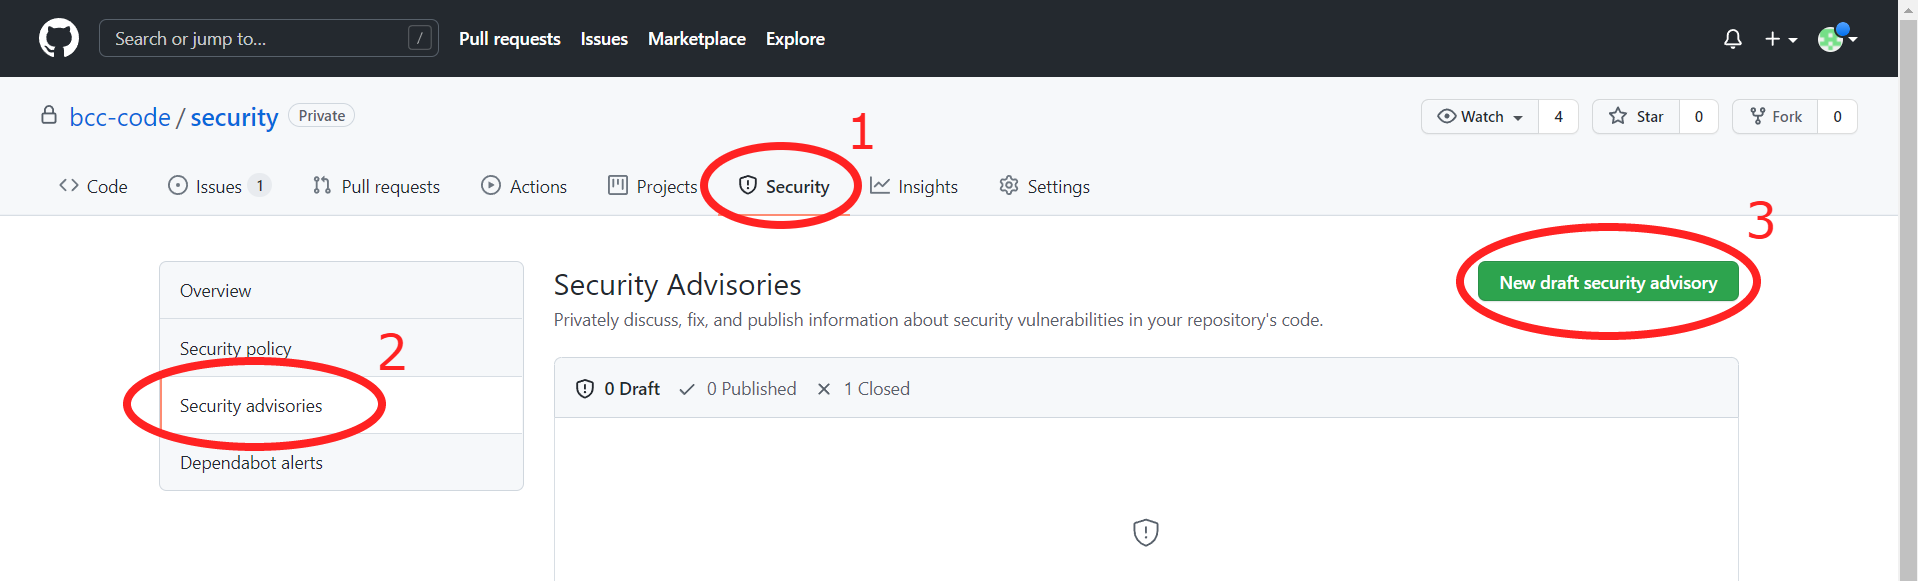 Search or jump to... / Pull requests Issues Marketplace Explore
bcc-code / security Private 1 Watch 4 Star 0 Fork 0
Code Issues 1 Pull requests Actions Projects Security Insights Settings
3
Overview Security Advisories New draft security advisory
Privately discuss, fix, and publish information about security vulnerabilities in your repository's code.
Security policy 2
0 Draft 0 Published 1 Closed
Security advisories
Dependabot alerts